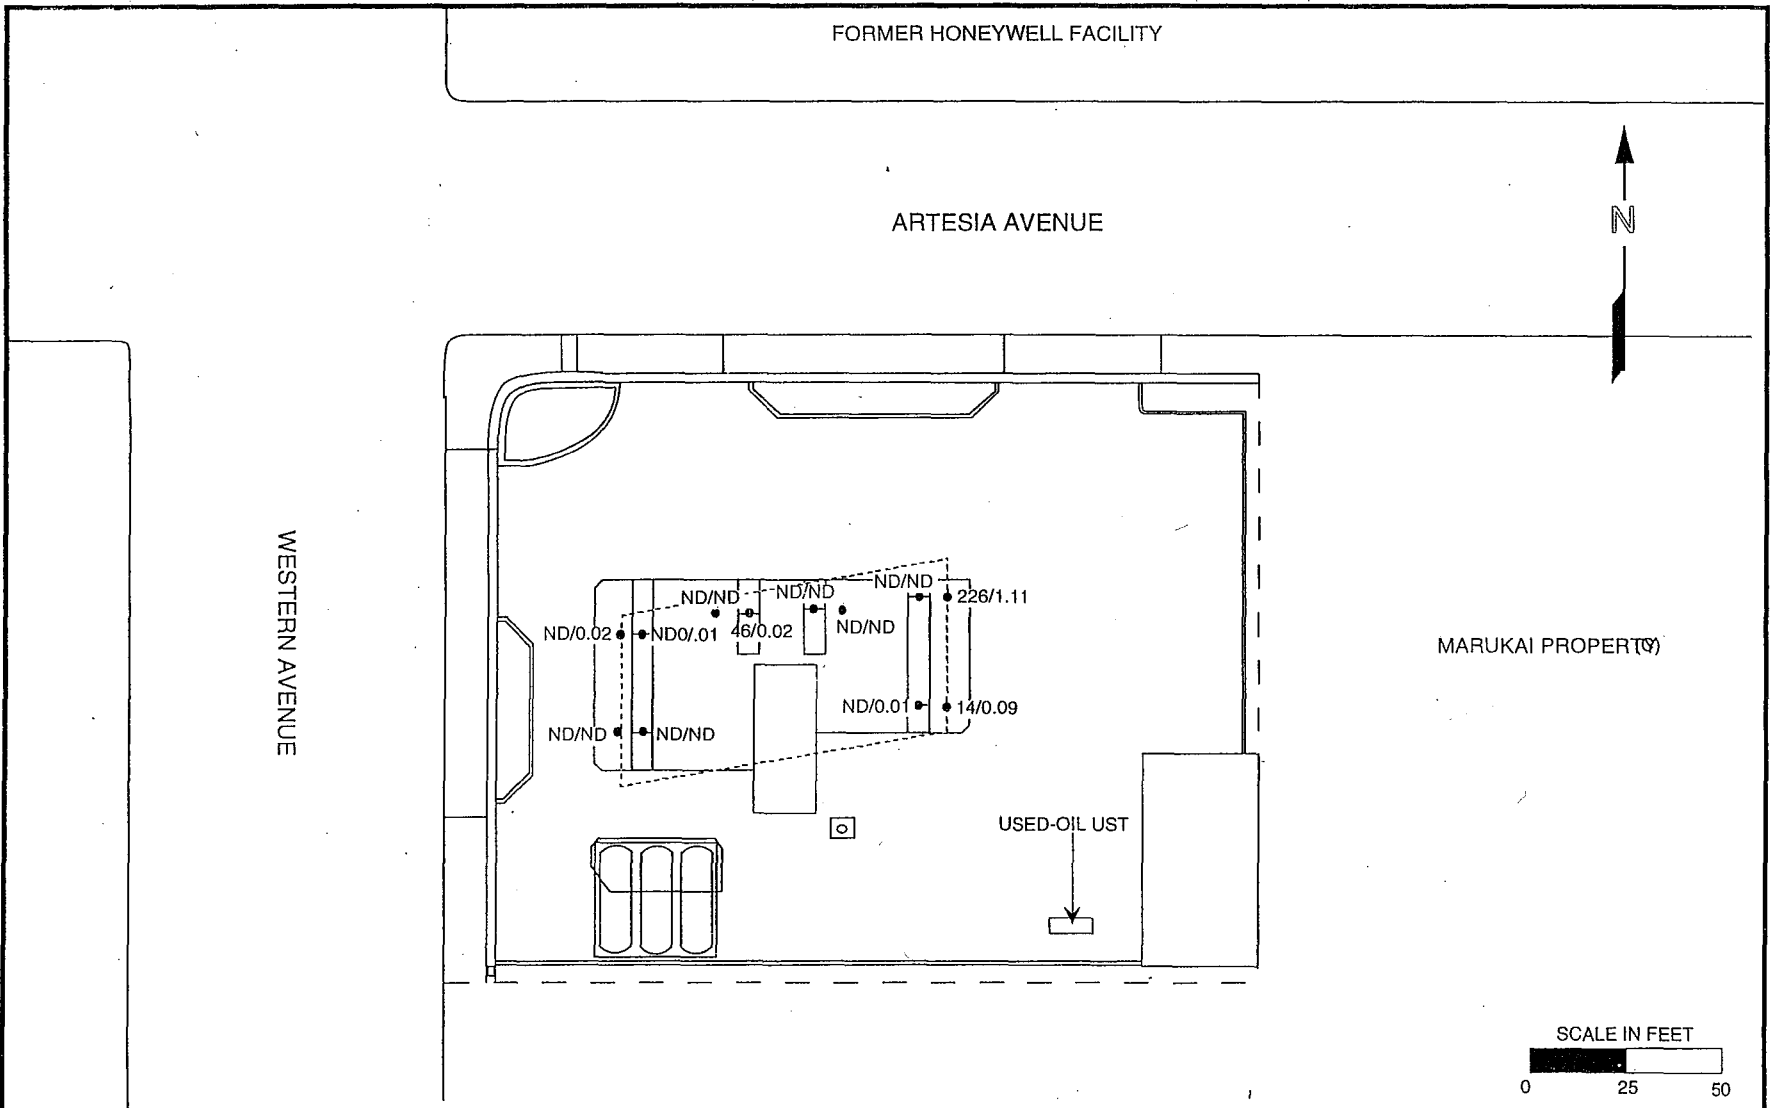 FORMER HONEYWELL FACILITY
ARTESIA AVENUE
N
WESTERN AVENUE
ND/ND
ND/ND
ND/ND
226/1.11
ND/0.02
ND0/.01
46/0.02
ND/ND
MARUKAI PROPERTY
ND/0.01
14/0.09
ND/ND
ND/ND
USED-OIL UST
SCALE IN FEET
0 25 50